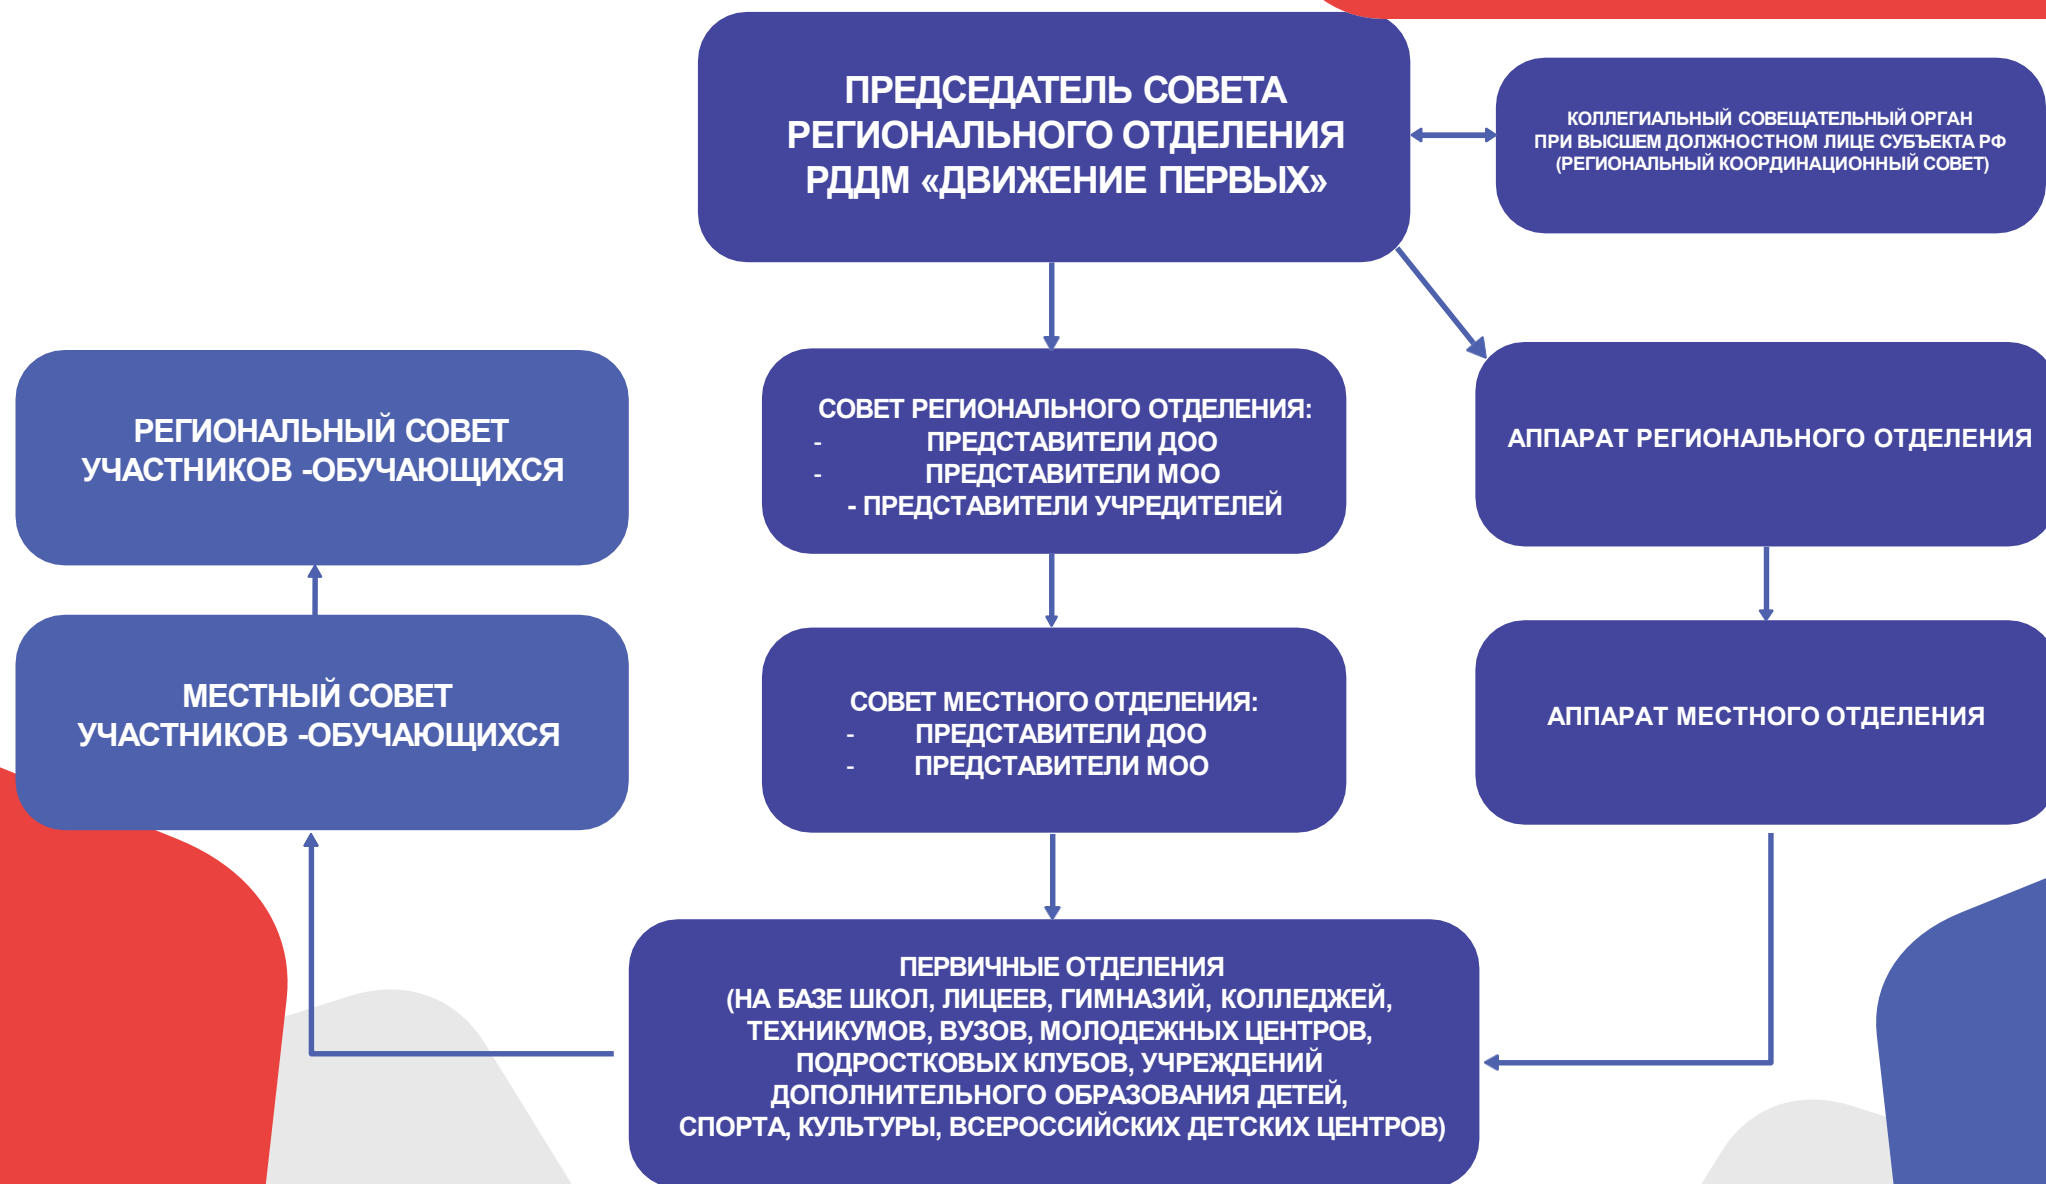 ПРЕДСЕДАТЕЛЬ СОВЕТА
РЕГИОНАЛЬНОГО ОТДЕЛЕНИЯ
РДДМ «ДВИЖЕНИЕ ПЕРВЫХ»
КОЛЛЕГИАЛЬНЫЙ СОВЕЩАТЕЛЬНЫЙ ОРГАН
ПРИ ВЫСШЕМ ДОЛЖНОСТНОМ ЛИЦЕ СУБЪЕКТА РФ
(РЕГИОНАЛЬНЫЙ КООРДИНАЦИОННЫЙ СОВЕТ)
РЕГИОНАЛЬНЫЙ СОВЕТ
УЧАСТНИКОВ -ОБУЧАЮЩИХСЯ
СОВЕТ РЕГИОНАЛЬНОГО ОТДЕЛЕНИЯ:
- ПРЕДСТАВИТЕЛИ ДОО
- ПРЕДСТАВИТЕЛИ МОО
- ПРЕДСТАВИТЕЛИ УЧРЕДИТЕЛЕЙ
АППАРАТ РЕГИОНАЛЬНОГО ОТДЕЛЕНИЯ
МЕСТНЫЙ СОВЕТ
УЧАСТНИКОВ -ОБУЧАЮЩИХСЯ
СОВЕТ МЕСТНОГО ОТДЕЛЕНИЯ:
- ПРЕДСТАВИТЕЛИ ДОО
- ПРЕДСТАВИТЕЛИ МОО
АППАРАТ МЕСТНОГО ОТДЕЛЕНИЯ
ПЕРВИЧНЫЕ ОТДЕЛЕНИЯ
(НА БАЗЕ ШКОЛ, ЛИЦЕЕВ, ГИМНАЗИЙ, КОЛЛЕДЖЕЙ,
ТЕХНИКУМОВ, ВУЗОВ, МОЛОДЕЖНЫХ ЦЕНТРОВ,
ПОДРОСТКОВЫХ КЛУБОВ, УЧРЕЖДЕНИЙ
ДОПОЛНИТЕЛЬНОГО ОБРАЗОВАНИЯ ДЕТЕЙ,
СПОРТА, КУЛЬТУРЫ, ВСЕРОССИЙСКИХ ДЕТСКИХ ЦЕНТРОВ)